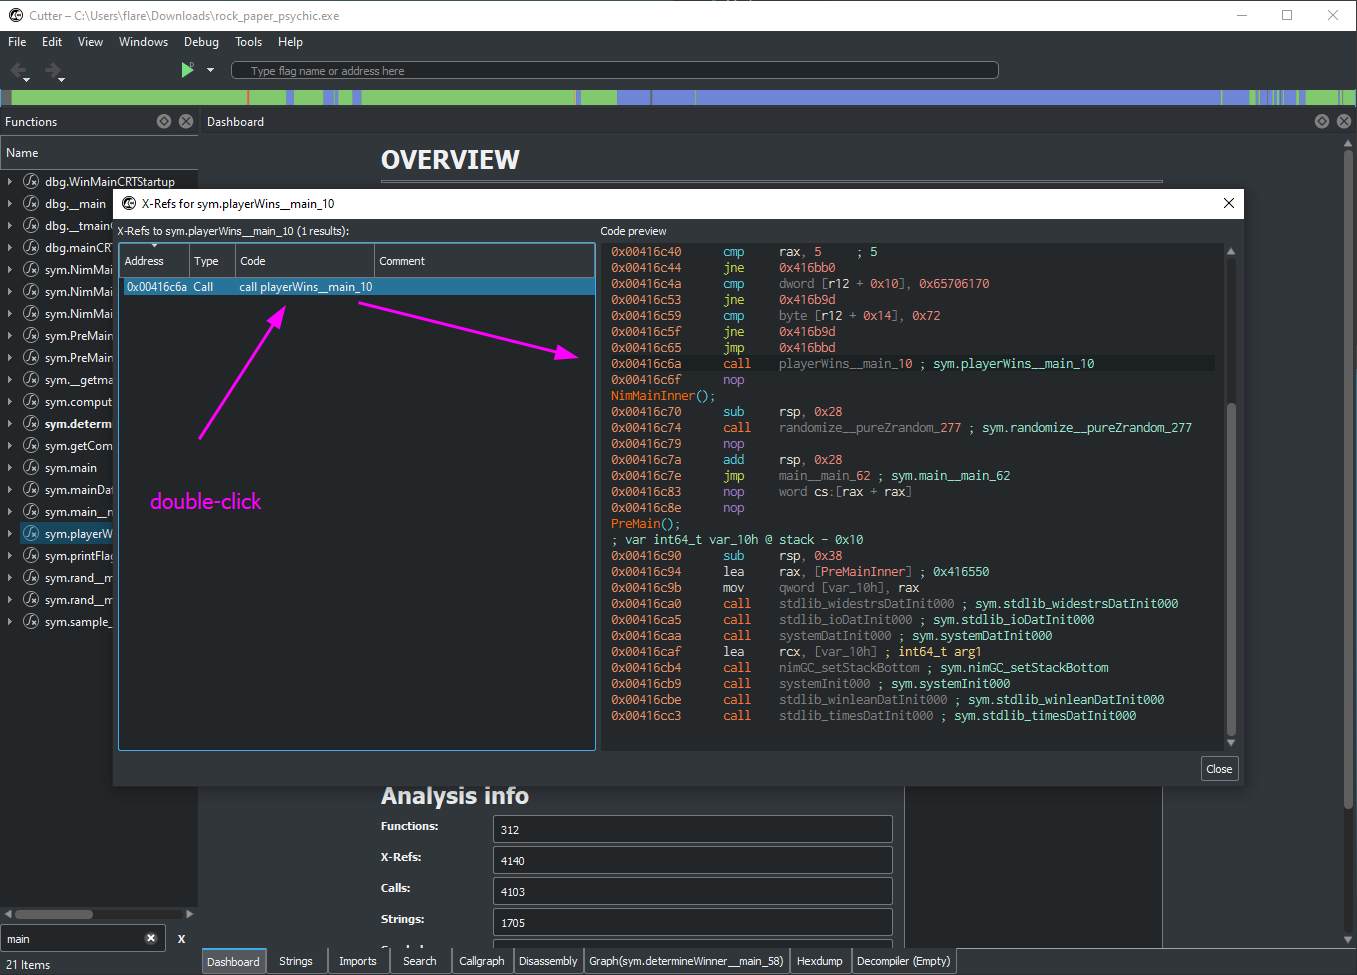 Cutter – C:\Users\flare\Downloads\rock_paper_psychic.exe
File Edit View Windows Debug Tools Help
Type flag name or address here
Functions
Dashboard
OVERVIEW
Name
dbg.WinMainCRTStartup
dbg.__main
dbg.__tmain
dbg.mainCR
sym.NimMai
sym.NimMai
sym.NimMai
sym.PreMain
sym.PreMain
sym.__getma
sym.comput
sym.determi
sym.getCom
sym.main
sym.mainDat
sym.main__m
sym.playerW
sym.printFlag
sym.rand__m
sym.rand__m
sym.sample_
main
X
21 Items
X-Refs for sym.playerWins__main_10
X-Refs to sym.playerWins__main_10 (1 results):
Address Type Code Comment
0x00416c6a Call call playerWins__main_10
double-click
Code preview
0x00416c40 cmp rax, 5 ; 5
0x00416c44 jne 0x416bb0
0x00416c4a cmp dword [r12 + 0x10], 0x65706170
0x00416c53 jne 0x416b9d
0x00416c59 cmp byte [r12 + 0x14], 0x72
0x00416c5f jne 0x416b9d
0x00416c65 jmp 0x416bbd
0x00416c6a call playerWins__main_10 ; sym.playerWins__main_10
0x00416c6f nop
NimMainInner();
0x00416c70 sub rsp, 0x28
0x00416c74 call randomize__pureZrandom_277 ; sym.randomize__pureZrandom_277
0x00416c79 nop
0x00416c7a add rsp, 0x28
0x00416c7e jmp main__main_62 ; sym.main__main_62
0x00416c83 nop word cs:[rax + rax]
0x00416c8e nop
PreMain();
; var int64_t var_10h @ stack - 0x10
0x00416c90 sub rsp, 0x38
0x00416c94 lea rax, [PreMainInner] ; 0x416550
0x00416c9b mov qword [var_10h], rax
0x00416ca0 call stdlib_widestrsDatInit000 ; sym.stdlib_widestrsDatInit000
0x00416ca5 call stdlib_ioDatInit000 ; sym.stdlib_ioDatInit000
0x00416caa call systemDatInit000 ; sym.systemDatInit000
0x00416caf lea rcx, [var_10h] ; int64_t arg1
0x00416cb4 call nimGC_setStackBottom ; sym.nimGC_setStackBottom
0x00416cb9 call systemInit000 ; sym.systemInit000
0x00416cbe call stdlib_winleanDatInit000 ; sym.stdlib_winleanDatInit000
0x00416cc3 call stdlib_timesDatInit000 ; sym.stdlib_timesDatInit000
Close
Analysis info
Functions: 312
X-Refs: 4140
Calls: 4103
Strings: 1705
Dashboard Strings Imports Search Callgraph Disassembly Graph(sym.determineWinner__main_58) Hexdump Decompiler (Empty)